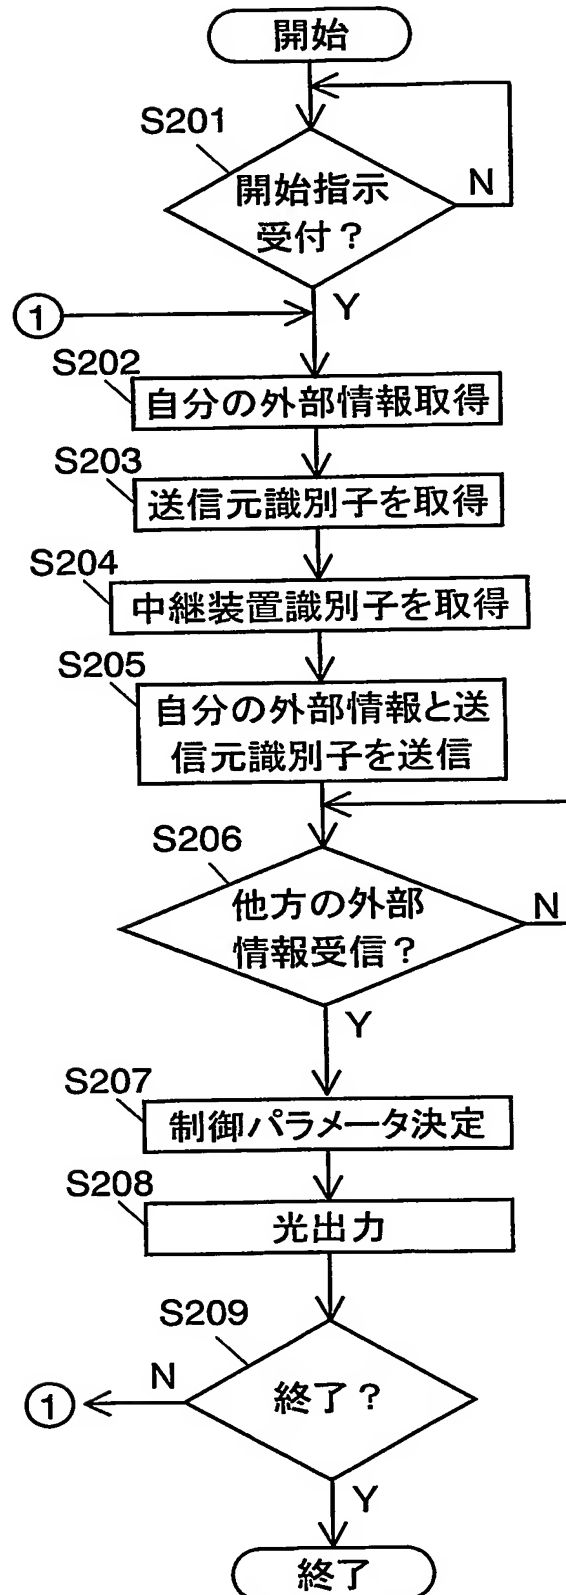 開始
S201
開始指示
受付？
N
Y
1
S202
自分の外部情報取得
S203
送信元識別子を取得
S204
中継装置識別子を取得
S205
自分の外部情報と送
信元識別子を送信
S206
他方の外部
情報受信？
N
Y
S207
制御パラメータ決定
S208
光出力
S209
終了？
N
1
Y
終了